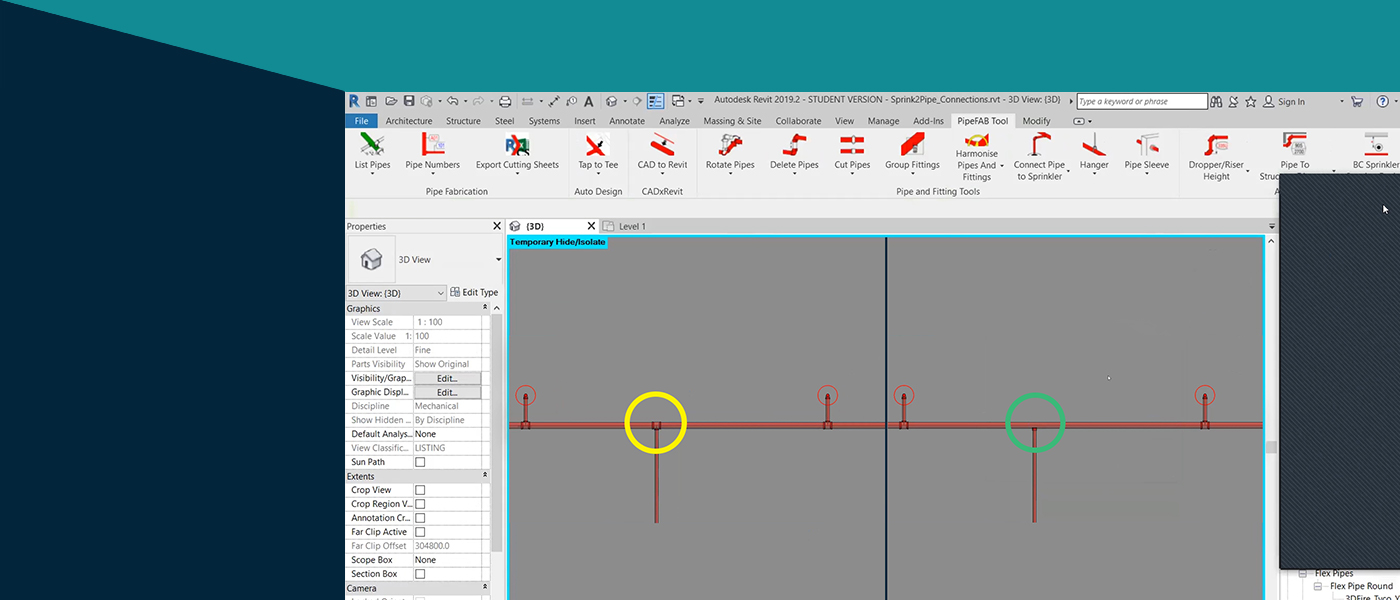 Autodesk Revit 2019.2 - STUDENT VERSION - Sprink2Pipe_Connections.rvt - 3D View: {3D}
Type a keyword or phrase
Sign In
File Architecture Structure Steel Systems Insert Annotate Analyze Massing & Site Collaborate View Manage Add-Ins PipeFAB Tool Modify
List Pipes
Pipe Numbers
Export Cutting Sheets
Tap to Tee
CAD to Revit
Rotate Pipes
Delete Pipes
Cut Pipes
Group Fittings
Harmonise
Pipes And
Fittings
Connect Pipe
to Sprinkler
Hanger
Pipe Sleeve
Dropper/Riser
Height
Pipe To
BC Sprinkler
Pipe Fabrication
Auto Design
CADxRevit
Pipe and Fitting Tools
Properties
{3D}
Level 1
Temporary Hide/Isolate
3D View
3D View: {3D}
Edit Type
Graphics
View Scale 1 : 100
Scale Value 1: 100
Detail Level Fine
Parts Visibility Show Original
Visibility/Grap... Edit...
Graphic Displ... Edit...
Discipline Mechanical
Show Hidden ... By Discipline
Default Analys... None
View Classific... LISTING
Sun Path
Extents
Crop View
Crop Region V...
Annotation Cr...
Far Clip Active
Far Clip Offset 304800.0
Scope Box None
Section Box
Camera
Flex Pipes
Flex Pipe Round